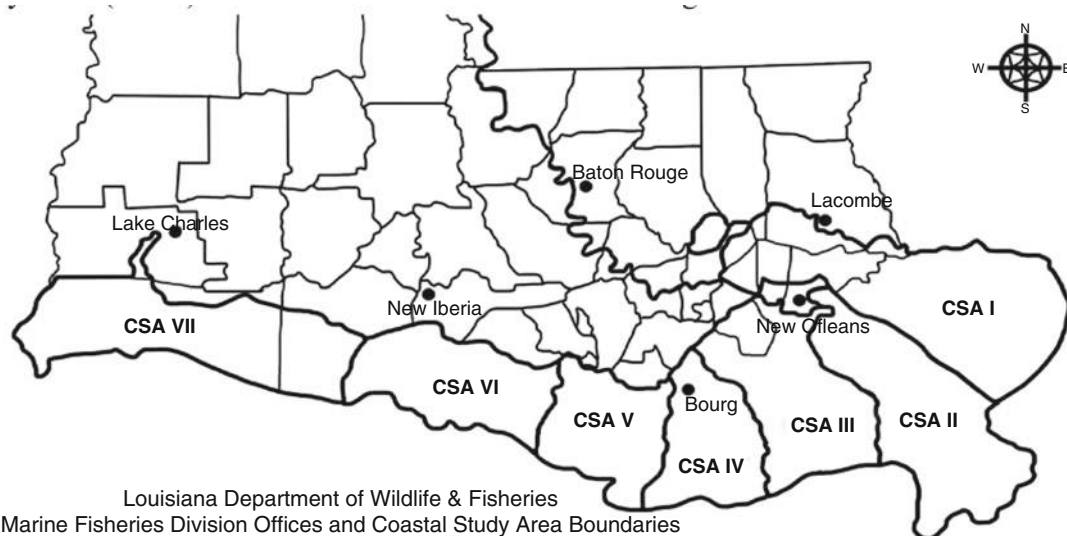 N
W E
S
Baton Rouge
Lacombe
Lake Charles
New Iberia
New Ofleans
CSA VII
CSA I
CSA VI
Bourg
CSA V
CSA III
CSA II
CSA IV
Louisiana Department of Wildlife & Fisheries
Marine Fisheries Division Offices and Coastal Study Area Boundaries